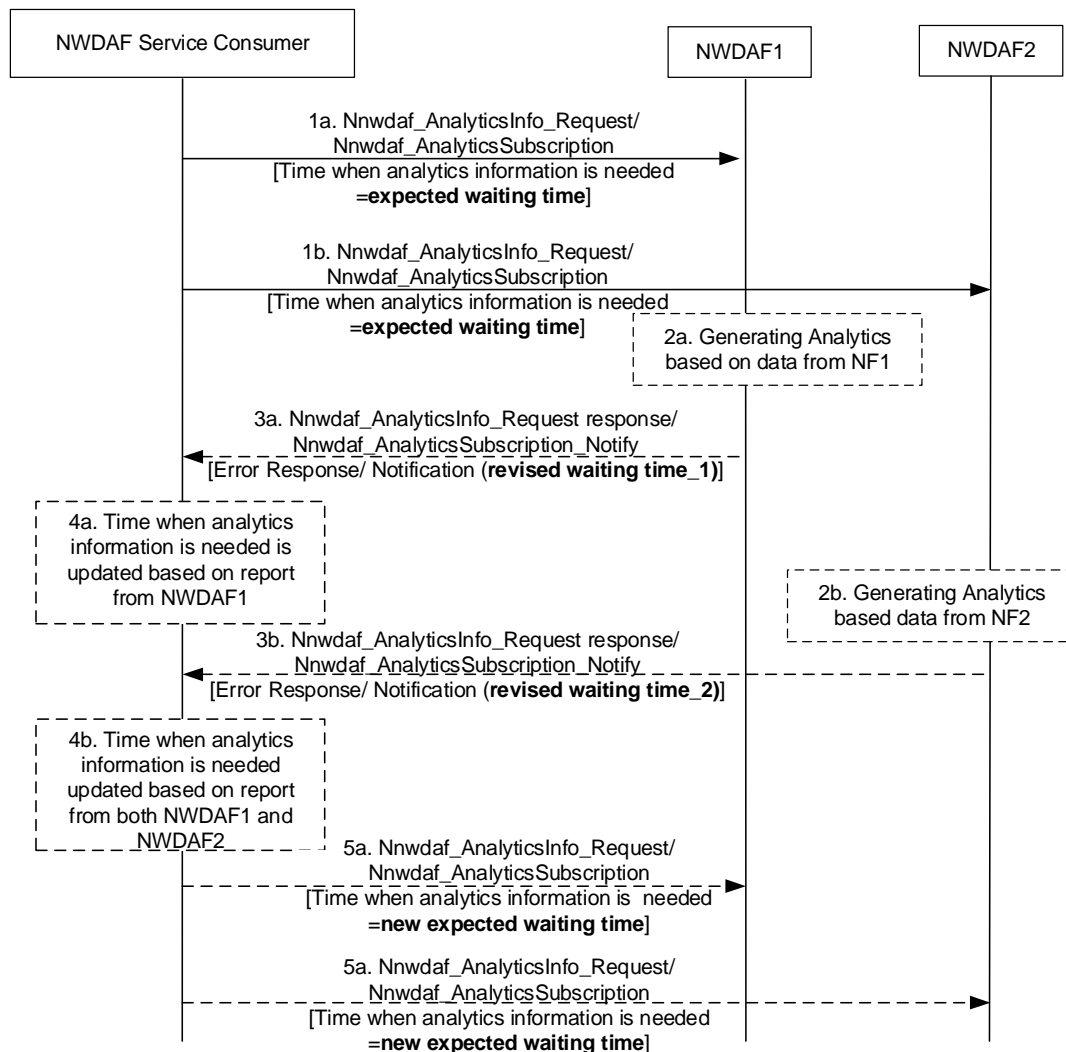 NWDAF Service Consumer
NWDAF1
NWDAF2
1a. Nnwdaf_AnalyticsInfo_Request/
Nnwdaf_AnalyticsSubscription
[Time when analytics information is needed
=expected waiting time]
1b. Nnwdaf_AnalyticsInfo_Request/
Nnwdaf_AnalyticsSubscription
[Time when analytics information is needed
=expected waiting time]
2a. Generating Analytics
based on data from NF1
3a. Nnwdaf_AnalyticsInfo_Request response/
Nnwdaf_AnalyticsSubscription_Notify
[Error Response/ Notification (revised waiting time_1)]
4a. Time when analytics
information is needed is
updated based on report
from NWDAF1
2b. Generating Analytics
based data from NF2
3b. Nnwdaf_AnalyticsInfo_Request response/
Nnwdaf_AnalyticsSubscription_Notify
[Error Response/ Notification (revised waiting time_2)]
4b. Time when analytics
information is needed
updated based on report
from both NWDAF1 and
NWDAF2
5a. Nnwdaf_AnalyticsInfo_Request/
Nnwdaf_AnalyticsSubscription
[Time when analytics information is needed
=new expected waiting time]
5a. Nnwdaf_AnalyticsInfo_Request/
Nnwdaf_AnalyticsSubscription
[Time when analytics information is needed
=new expected waiting time]